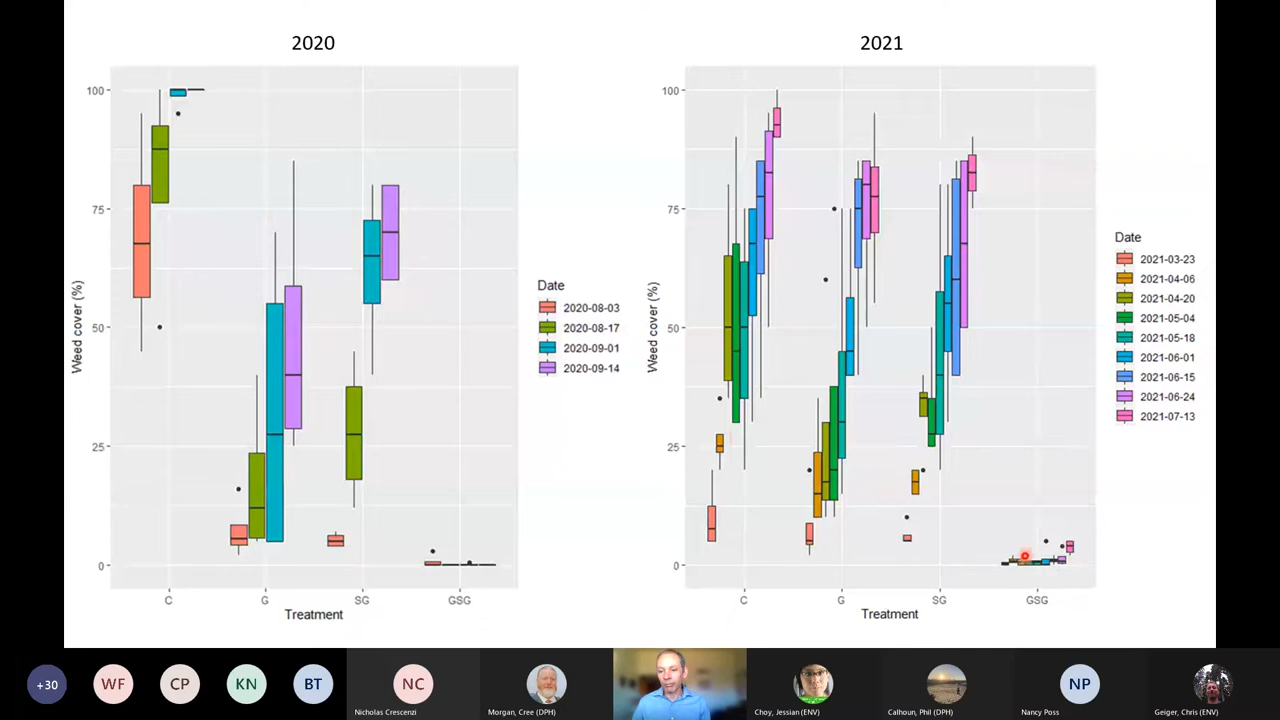 2020
2021
100
75
50
25
0
Weed cover (%)
C
G
SG
GSG
Treatment
Date
2020-08-03
2020-08-17
2020-09-01
2020-09-14
100
75
50
25
0
Weed cover (%)
C
G
SG
GSG
Treatment
Date
2021-03-23
2021-04-06
2021-04-20
2021-05-04
2021-05-18
2021-06-01
2021-06-15
2021-06-24
2021-07-13
+30
WF
CP
KN
BT
NC
NP
Nicholas Crescenzi
Morgan, Cree (DPH)
Choy, Jessian (ENV)
Calhoun, Phil (DPH)
Nancy Poss
Geiger, Chris (ENV)